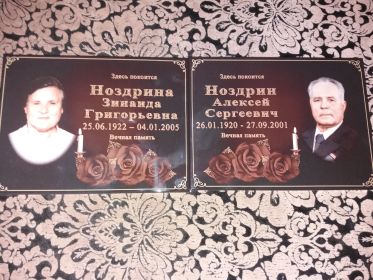 Здесь покоится
Ноздрина
Зинаида
Григорьевна
25.06.1922 – 04.01.2005
Вечная память
Здесь покоится
Ноздрин
Алексей
Сергеевич
26.01.1920 - 27.09.2001
Вечная память